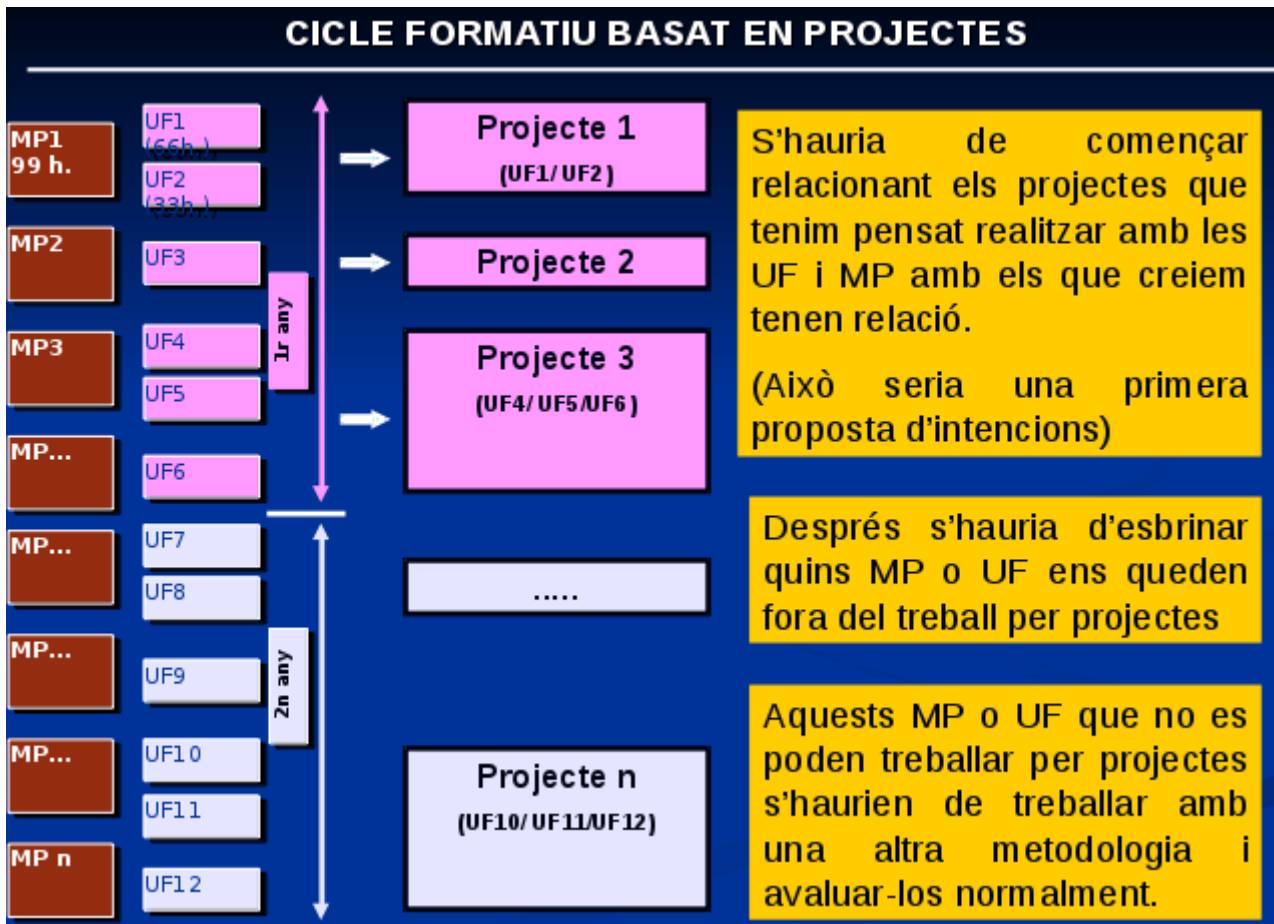 CICLE FORMATIU BASAT EN PROJECTES
MP1
99 h.
MP2
MP3
MP...
MP...
MP...
MP...
MP n
UF1
(66h.),
UF2
(33h.),
UF3
UF4
UF5
UF6
UF7
UF8
UF9
UF10
UF11
UF12
1r any
2n any
Projecte 1
(UF1/ UF2 )
Projecte 2
Projecte 3
(UF4/ UF5/UF6 )
.....
Projecte n
(UF10/ UF11/UF12)
S'hauria de començar
relacionant els projectes que
tenim pensat realitzar amb les
UF i MP amb els que creiem
tenen relació.
(Això seria una primera
proposta d'intencions)
Després s'hauria d'esbrinar
quins MP o UF ens queden
fora del treball per projectes
Aquests MP o UF que no es
poden treballar per projectes
s'haurien de treballar amb
una altra metodologia i
avaluar-los normalment.